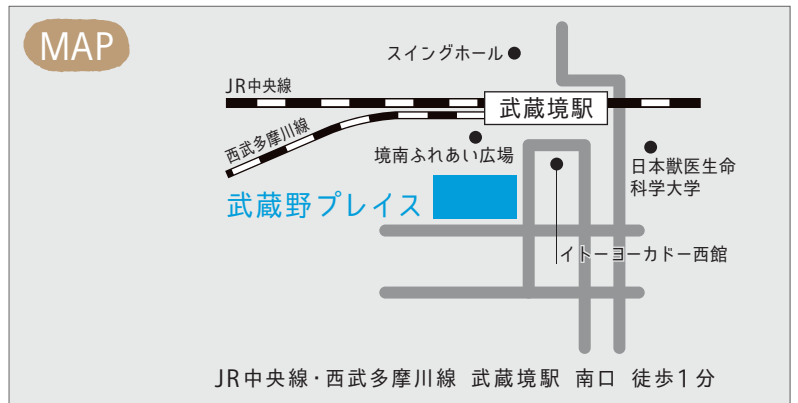 MAP
スイングホール
JR中央線
武蔵境駅
西武多摩川線
境南ふれあい広場
日本獣医生命
科学大学
武蔵野プレイス
イトーヨーカドー西館
JR中央線・西武多摩川線 武蔵境駅 南口 徒歩1分